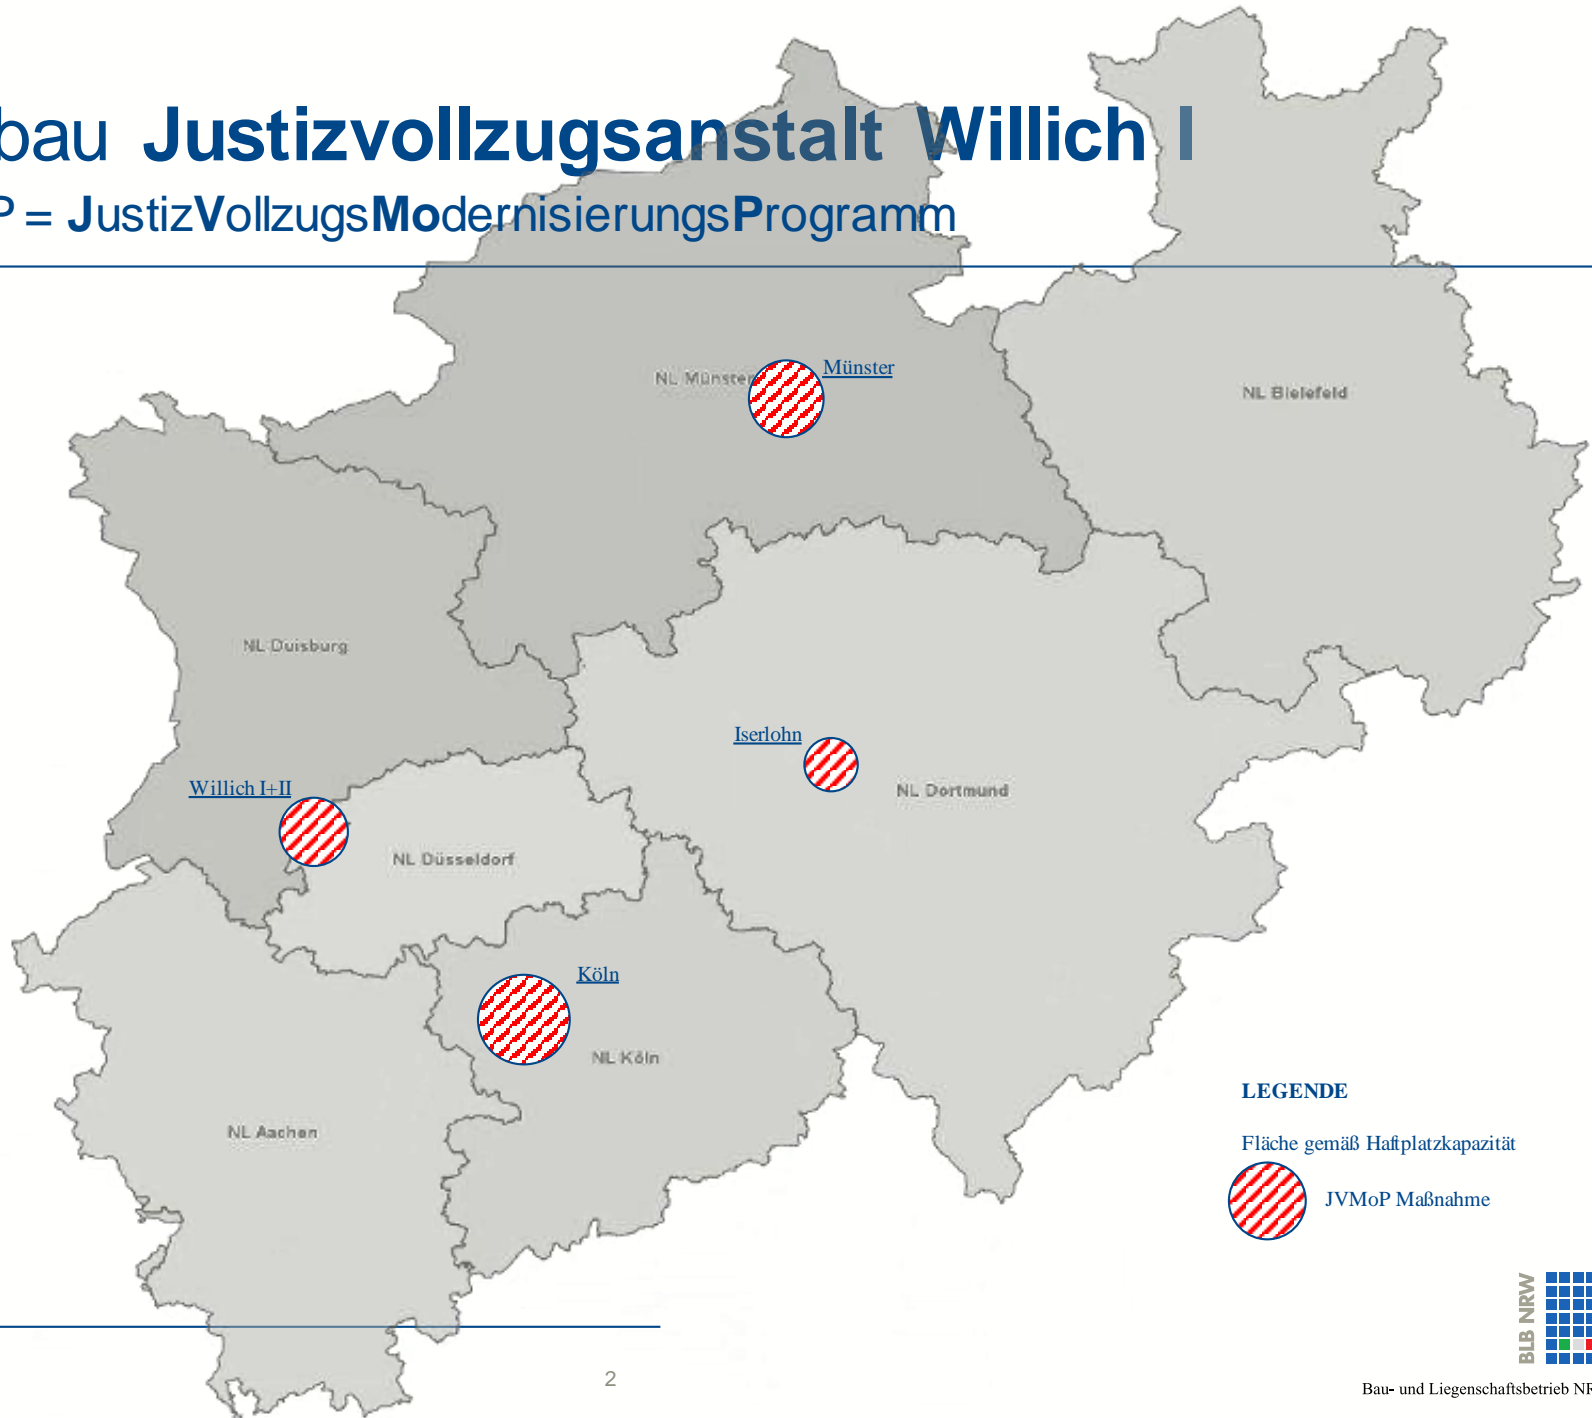 bau Justizvollzugsanstalt Willich I
P = JustizVollzugsModernisierungsProgramm
NL Münster
Münster
NL Bielefeld
NL Duisburg
Iserlohn
Willich I+II
NL Dortmund
NL Düsseldorf
Köln
NL Köln
LEGENDE
NL Aachen
Fläche gemäß Haftplatzkapazität
JVMoP Maßnahme
BLB NRW
2
Bau- und Liegenschaftsbetrieb NR